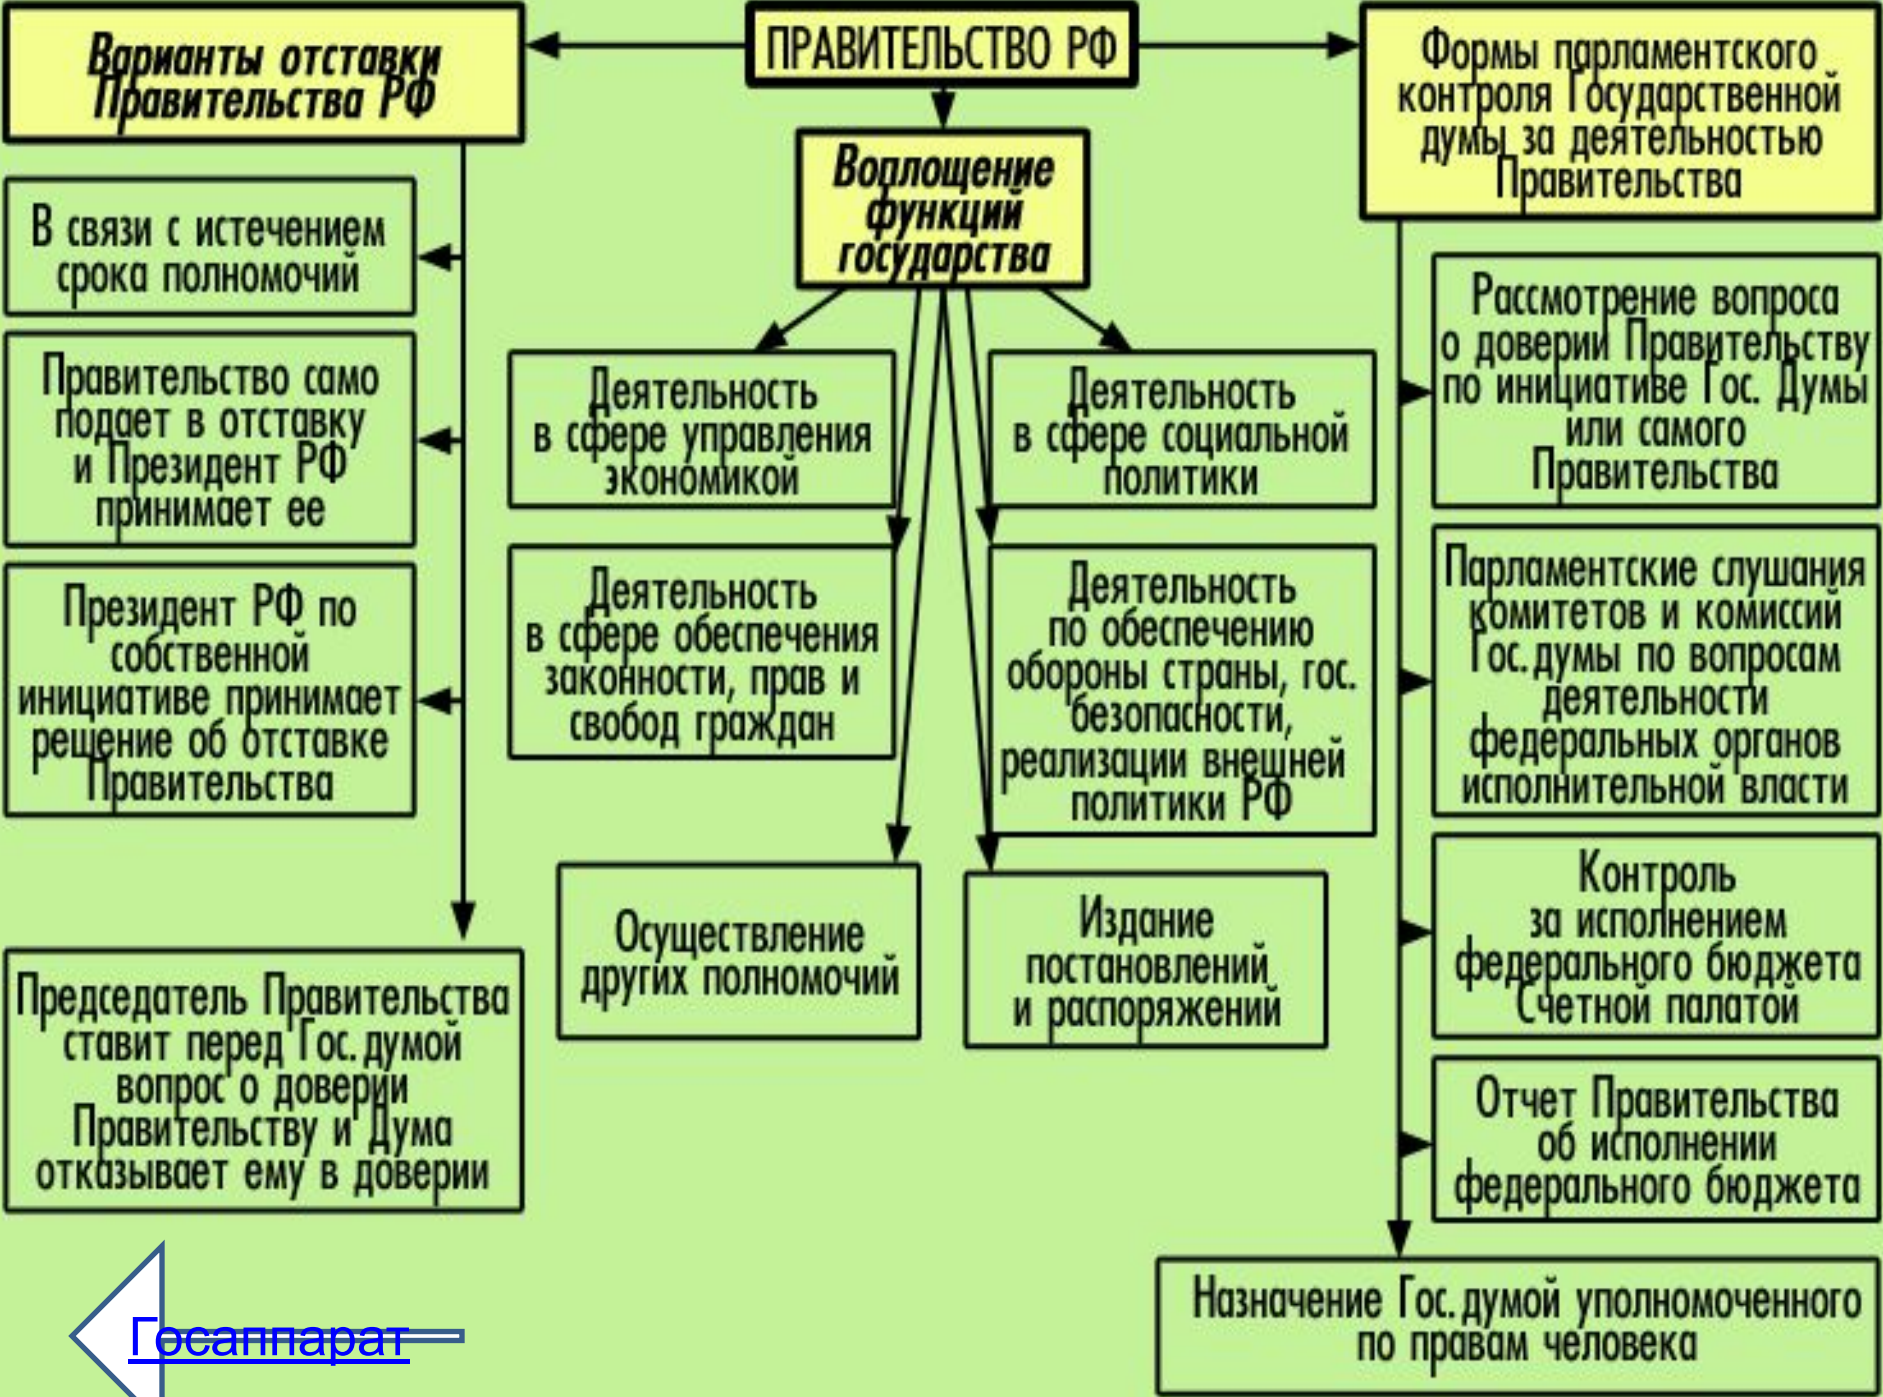 ПРАВИТЕЛЬСТВО РФ
Варианты отставки
Правительства РФ
В связи с истечением
срока полномочий
Правительство само
подает в отставку
и Президент РФ
принимает ее
Президент РФ по
собственной
инициативе принимает
решение об отставке
Правительства
Председатель Правительства
ставит перед Гос. думой
вопрос о доверии
Правительству и Дума
отказывает ему в доверии
Воплощение
функций
государства
Деятельность
в сфере управления
экономикой
Деятельность
в сфере социальной
политики
Деятельность
в сфере обеспечения
законности, прав и
свобод граждан
Деятельность
по обеспечению
обороны страны, гос.
безопасности,
реализации внешней
политики РФ
Осуществление
других полномочий
Издание
постановлений
и распоряжений
Формы парламентского
контроля Государственной
думы за деятельностью
Правительства
Рассмотрение вопроса
о доверии Правительству
по инициативе Гос. Думы
или самого
Правительства
Парламентские слушания
комитетов и комиссий
Гос. думы по вопросам
деятельности
федеральных органов
исполнительной власти
Контроль
за исполнением
федерального бюджета
Счетной палатой
Отчет Правительства
об исполнении
федерального бюджета
Назначение Гос. думой уполномоченного
по правам человека
Госаппарат